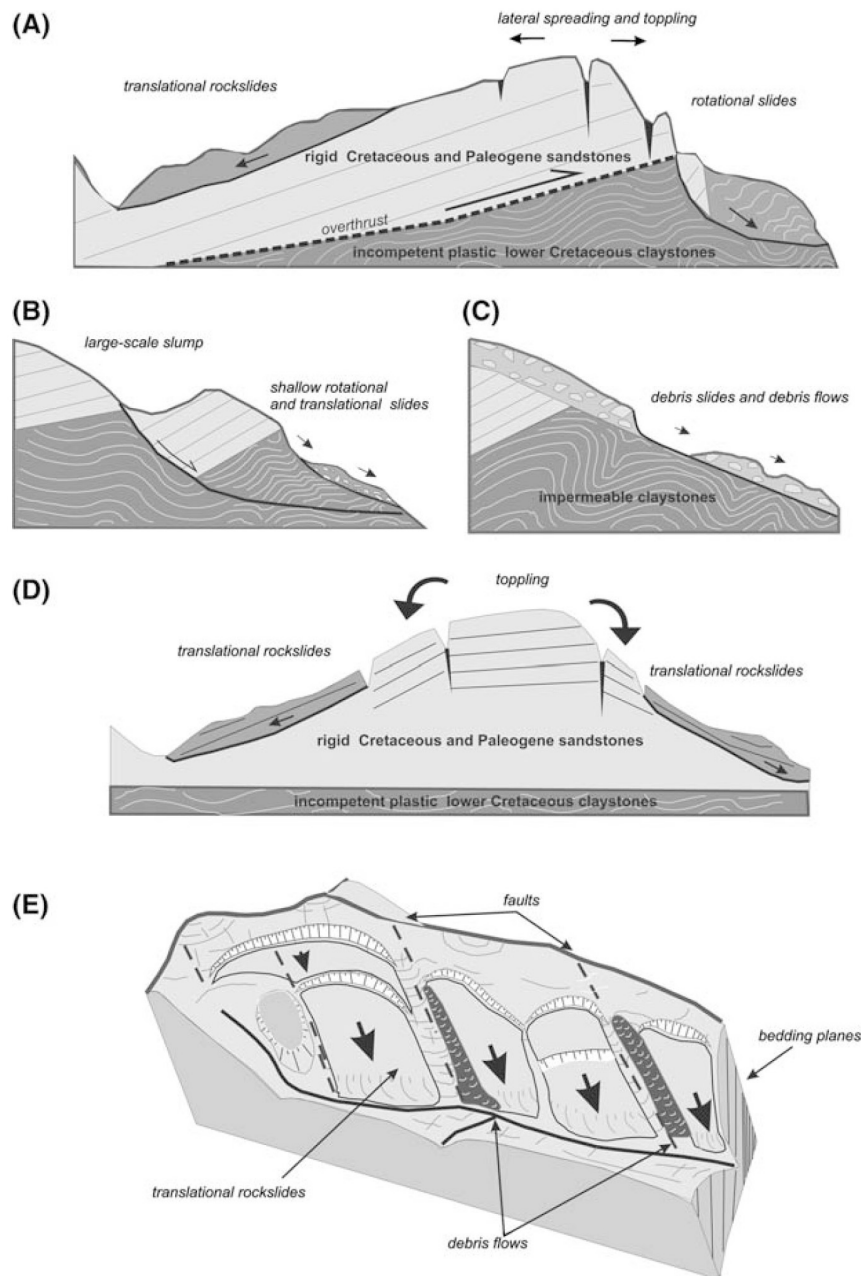 (A)
lateral spreading and toppling
translational rockslides
rotational slides
rigid Cretaceous and Paleogene sandstones
overthrust
incompetent plastic lower Cretaceous claystones
(B)
large-scale slump
shallow rotational
and translational slides
(C)
debris slides and debris flows
impermeable claystones
(D)
toppling
translational rockslides
translational rockslides
rigid Cretaceous and Paleogene sandstones
incompetent plastic lower Cretaceous claystones
(E)
faults
bedding planes
translational rockslides
debris flows